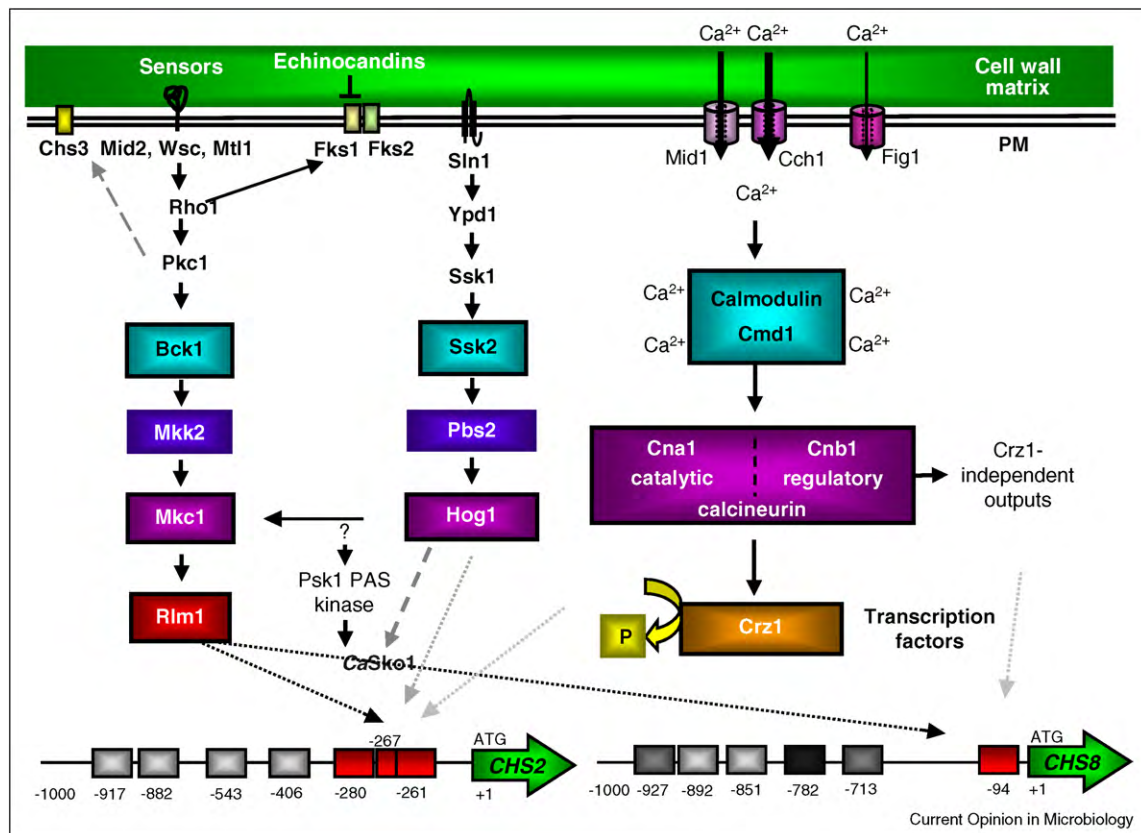 Ca²⁺ Ca²⁺ Ca²⁺
Sensors
Echinocandins
Cell wall
matrix
Chs3
Mid2, Wsc, Mtl1
Fks1
Fks2
Sln1
Mid1
Cch1
Fig1
PM
Rho1
Ypd1
Ca²⁺
Pkc1
Ssk1
Ca²⁺
Calmodulin
Cmd1
Ca²⁺
Ca²⁺
Ca²⁺
Bck1
Ssk2
Mkk2
Pbs2
Cna1
catalytic
Cnb1
regulatory
calcineurin
Crz1-
independent
outputs
Mkc1
?
Hog1
Psk1 PAS
kinase
Rlm1
CaSko1
P
Crz1
Transcription
factors
-267
ATG
CHS2
-1000 -917 -882 -543 -406 -280 -261 +1
ATG
CHS8
-1000 -927 -892 -851 -782 -713 -94 +1
Current Opinion in Microbiology